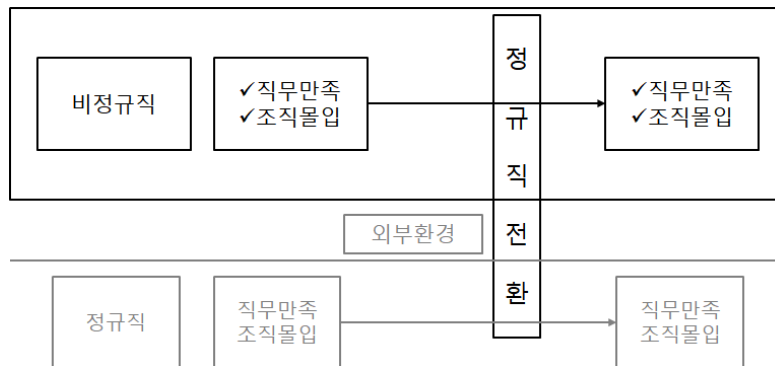 비정규직
✓직무만족
✓조직몰입
정
규
직
전
환
✓직무만족
✓조직몰입
외부환경
정규직
직무만족
조직몰입
직무만족
조직몰입